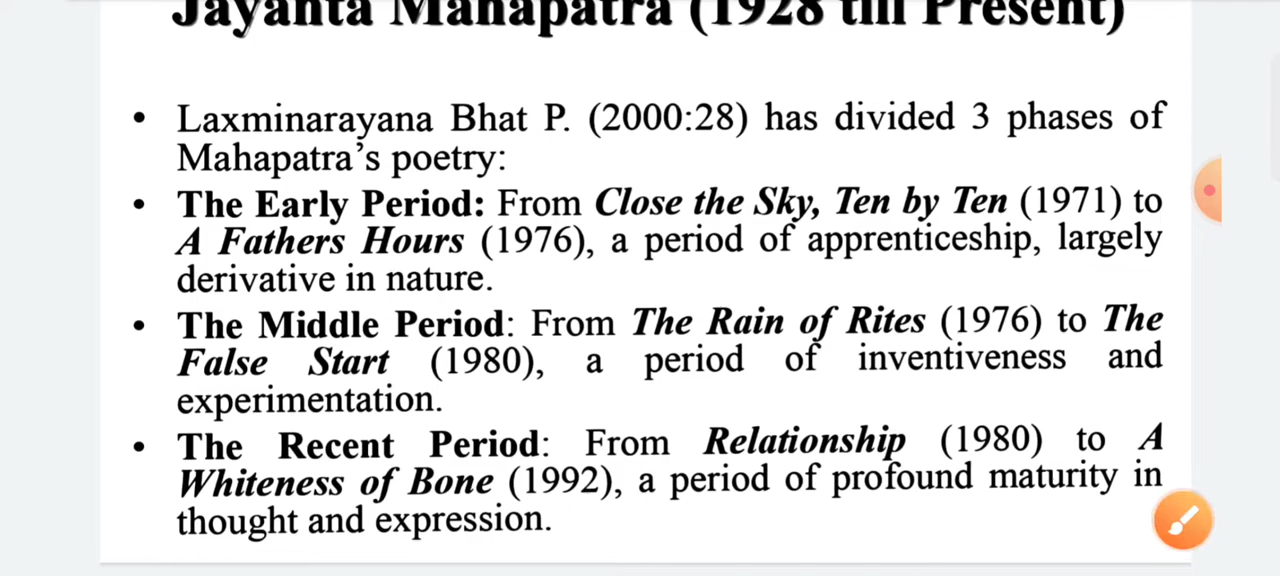 Jayanta Mahapatra (1928 till Present)
• Laxminarayana Bhat P. (2000:28) has divided 3 phases of
Mahapatra's poetry:
• The Early Period: From Close the Sky, Ten by Ten (1971) to
A Fathers Hours (1976), a period of apprenticeship, largely
derivative in nature.
• The Middle Period: From The Rain of Rites (1976) to The
False Start (1980), a period of inventiveness and
experimentation.
• The Recent Period: From Relationship (1980) to A
Whiteness of Bone (1992), a period of profound maturity in
thought and expression.